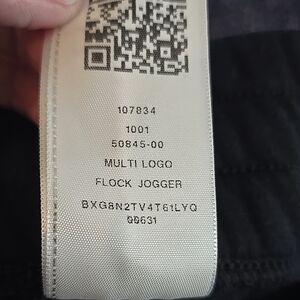 107834
1001
50845-00
MULTI LOGO
FLOCK JOGGER
BXG8N2TV4T61LYQ
00631